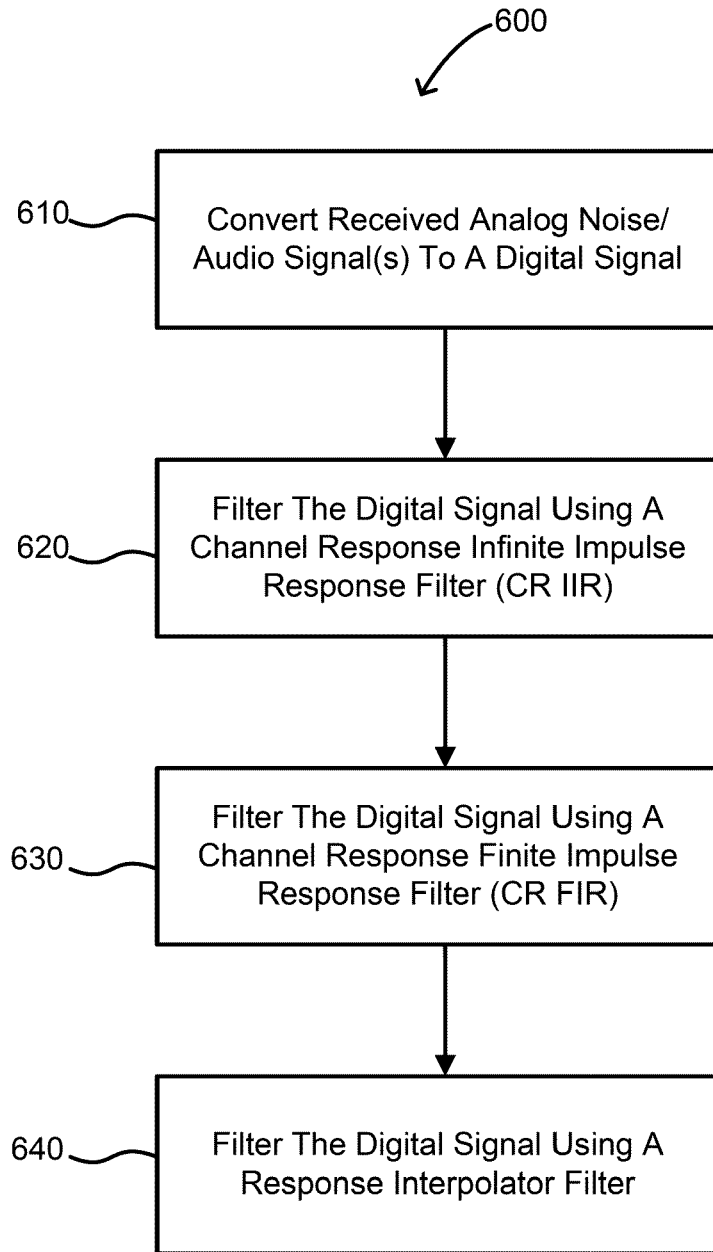 600
610
Convert Received Analog Noise/
Audio Signal(s) To A Digital Signal
620
Filter The Digital Signal Using A
Channel Response Infinite Impulse
Response Filter (CR IIR)
630
Filter The Digital Signal Using A
Channel Response Finite Impulse
Response Filter (CR FIR)
640
Filter The Digital Signal Using A
Response Interpolator Filter